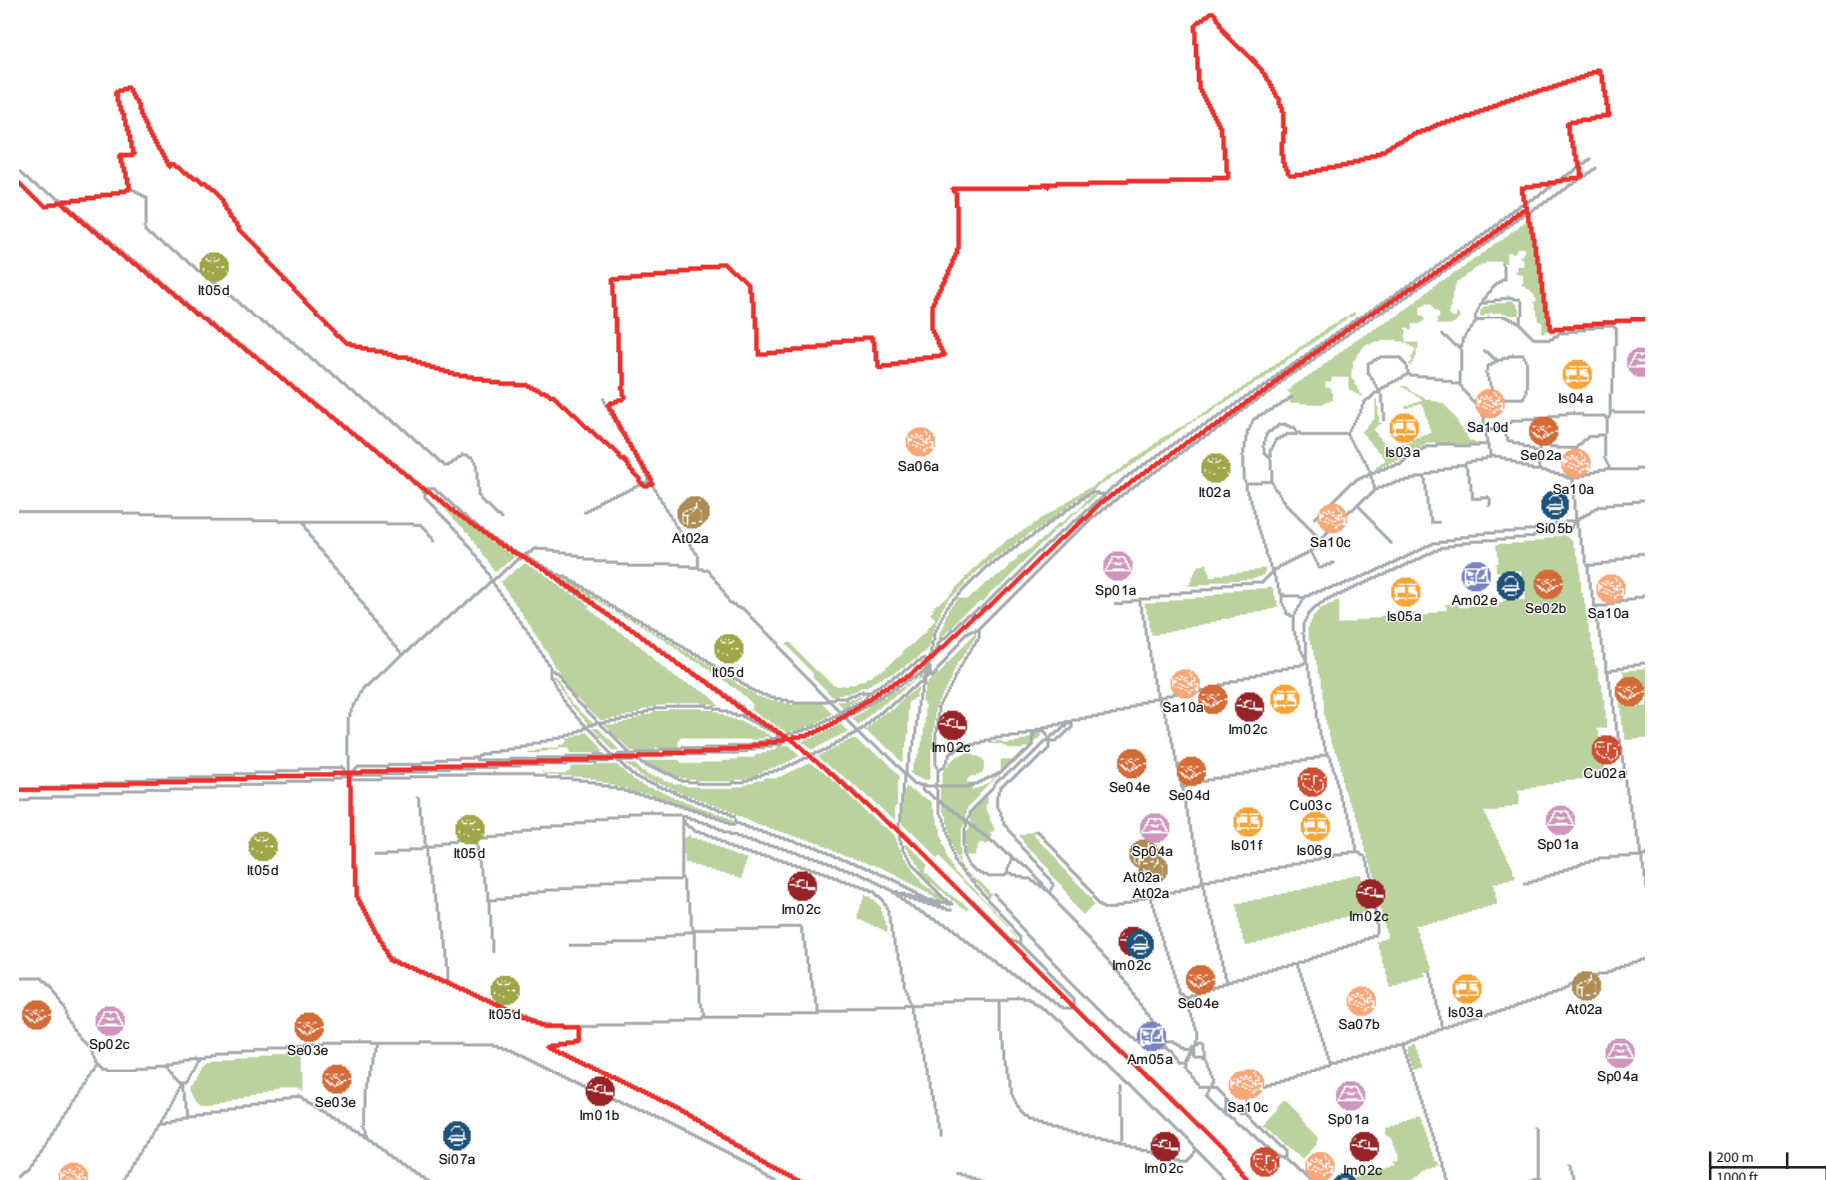 It05d
Is04a
Sa10d
Is03a
Se02a
Sa06a
It02a
Sa10a
Si05b
At02a
Sa10c
Sp01a
Am02e
Se02b
Is05a
Sa10a
It05d
Sa10a
Im02c
Im02c
Cu02a
Se04e
Se04d
Cu03c
Is01f
Is06g
Sp01a
It05d
It05d
Sp04a
At02a
At02a
Im02c
Im02c
Im02c
Se04e
It05d
Sa07b
Is03a
At02a
Sp02c
Se03e
Am05a
Sp04a
Se03e
Im01b
Sa10c
Sp01a
Si07a
Im02c
Im02c
200 m
1000 ft